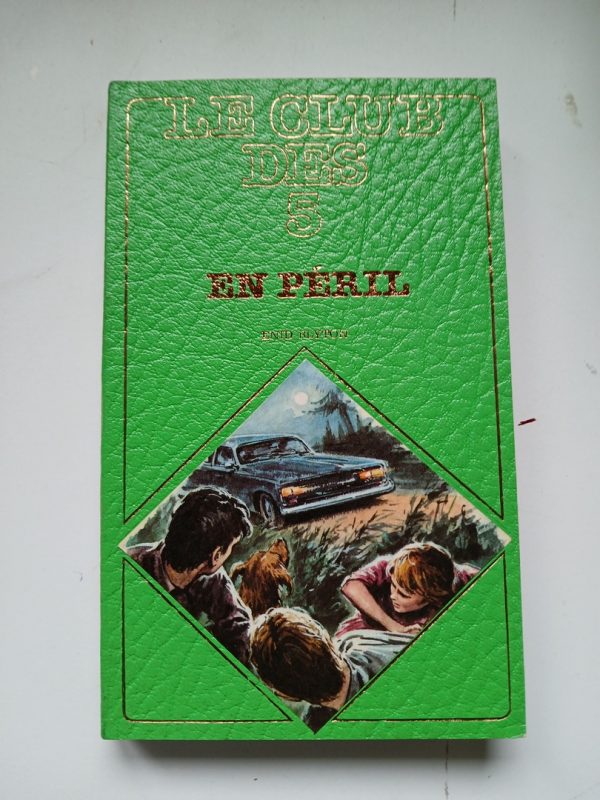 LE CLUB
DES
5
EN PÉRIL
ENID BLYTON